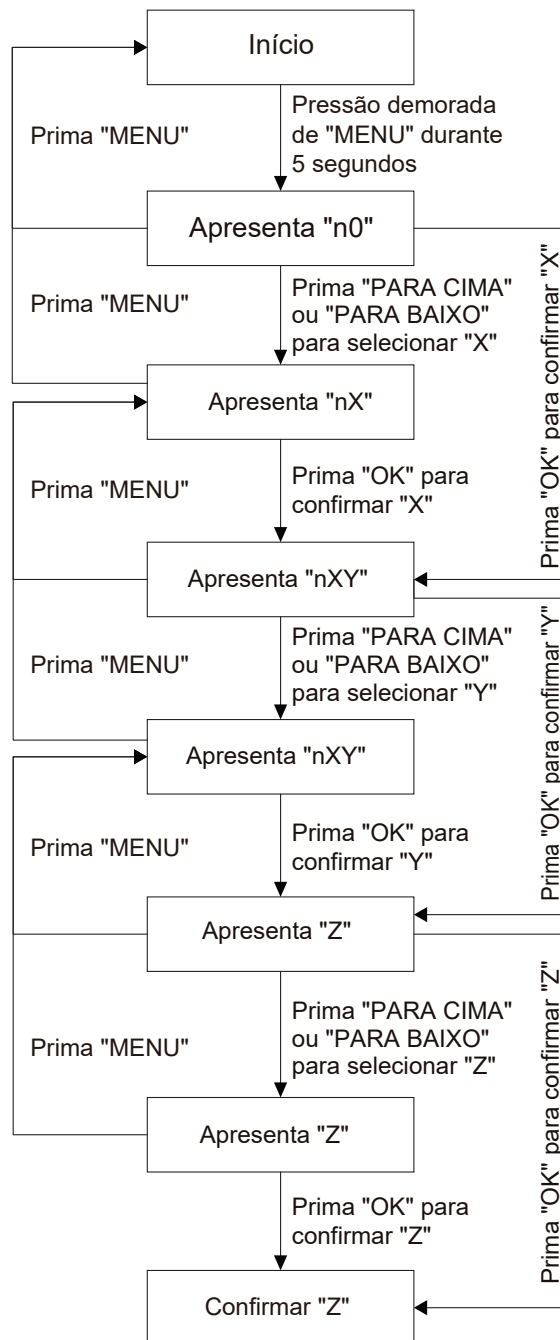 Início
Prima "MENU"
Pressão demorada
de "MENU" durante
5 segundos
Apresenta "n0"
Prima "MENU"
Prima "PARA CIMA"
ou "PARA BAIXO"
para selecionar "X"
Prima "OK" para confirmar "X"
Apresenta "nX"
Prima "MENU"
Prima "OK" para
confirmar "X"
Apresenta "nXY"
Prima "MENU"
Prima "PARA CIMA"
ou "PARA BAIXO"
para selecionar "Y"
Prima "OK" para confirmar "Y"
Apresenta "nXY"
Prima "MENU"
Prima "OK" para
confirmar "Y"
Apresenta "Z"
Prima "MENU"
Prima "PARA CIMA"
ou "PARA BAIXO"
para selecionar "Z"
Prima "OK" para confirmar "Z"
Apresenta "Z"
Prima "OK" para
confirmar "Z"
Confirmar "Z"